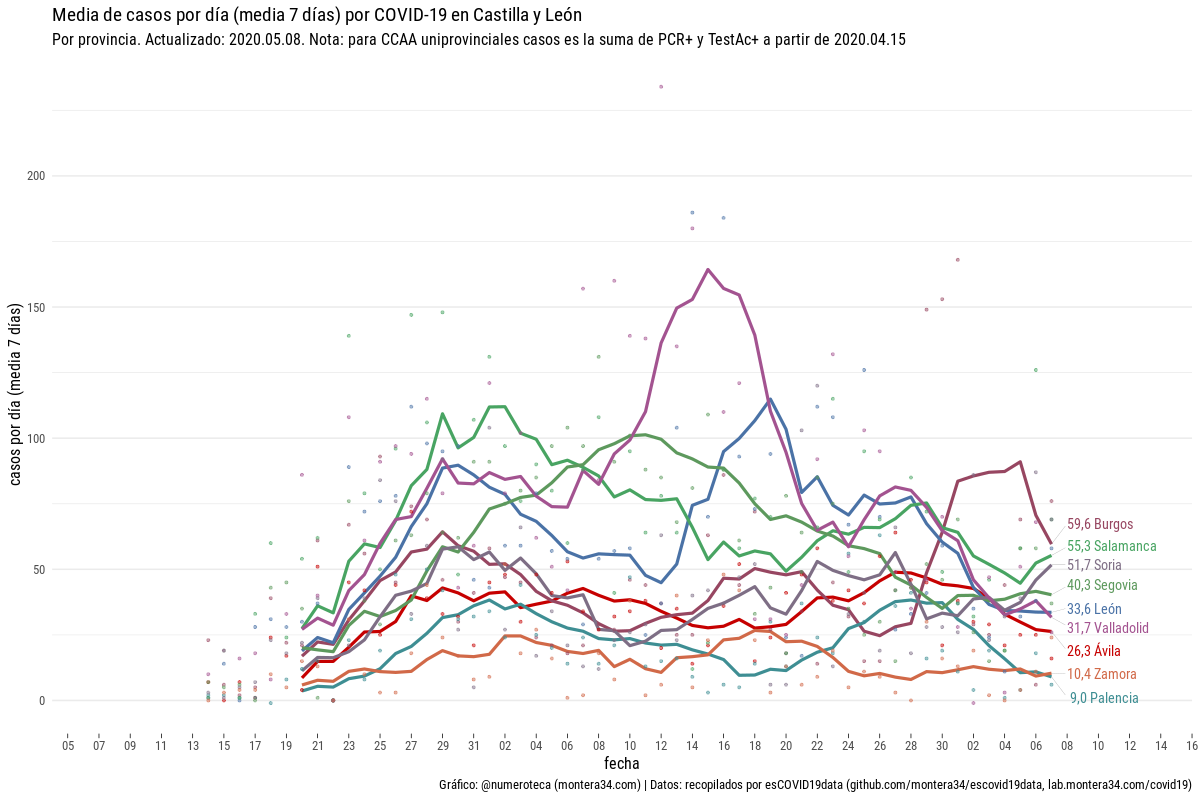 Media de casos por día (media 7 días) por COVID-19 en Castilla y León
Por provincia. Actualizado: 2020.05.08. Nota: para CCAA uniprovinciales casos es la suma de PCR+ y TestAc+ a partir de 2020.04.15
casos por día (media 7 días)
200
150
100
50
0
59,6 Burgos
55,3 Salamanca
51,7 Soria
40,3 Segovia
33,6 León
31,7 Valladolid
26,3 Ávila
10,4 Zamora
9,0 Palencia
05 07 09 11 13 15 17 19 21 23 25 27 29 31 02 04 06 08 10 12 14 16 18 20 22 24 26 28 30 02 04 06 08 10 12 14 16
fecha
Gráfico: @numeroteca (montera34.com) | Datos: recopilados por esCOVID19data (github.com/montera34/escovid19data, lab.montera34.com/covid19)